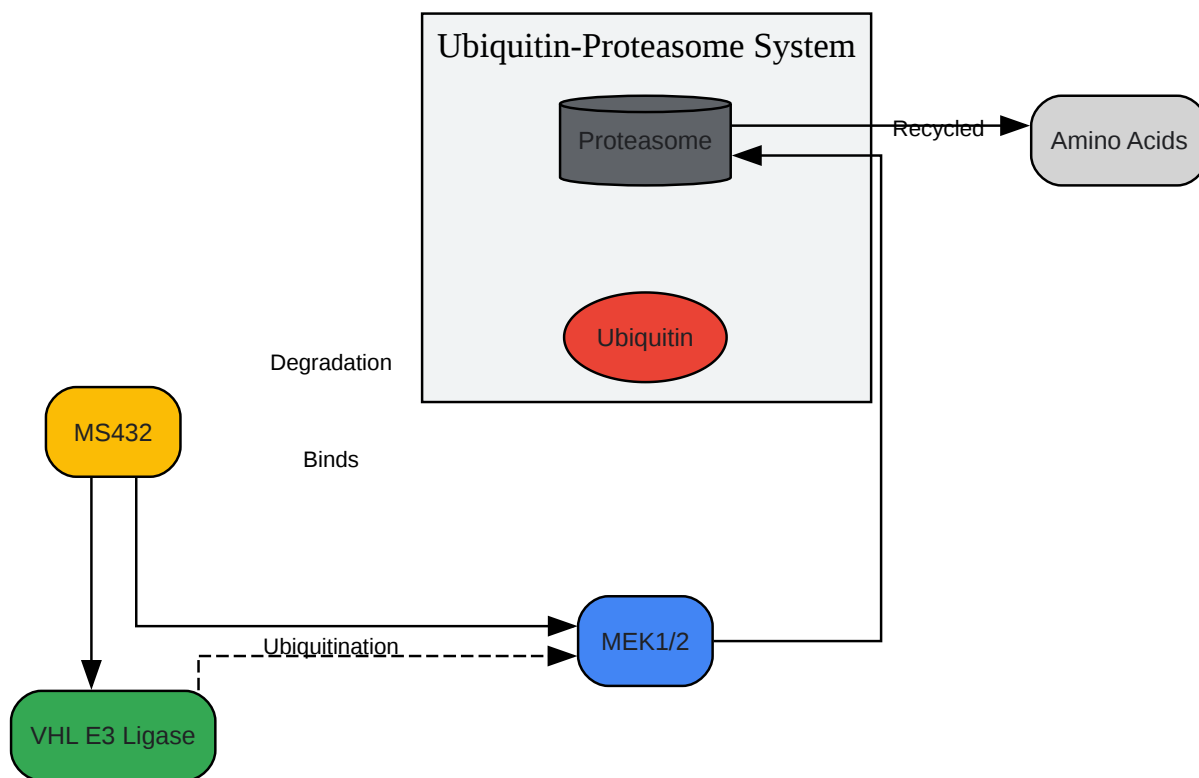 Ubiquitin-Proteasome System
Proteasome
Recycled
Amino Acids
Ubiquitin
Degradation
MS432
Binds
MEK1/2
Ubiquitination
VHL E3 Ligase